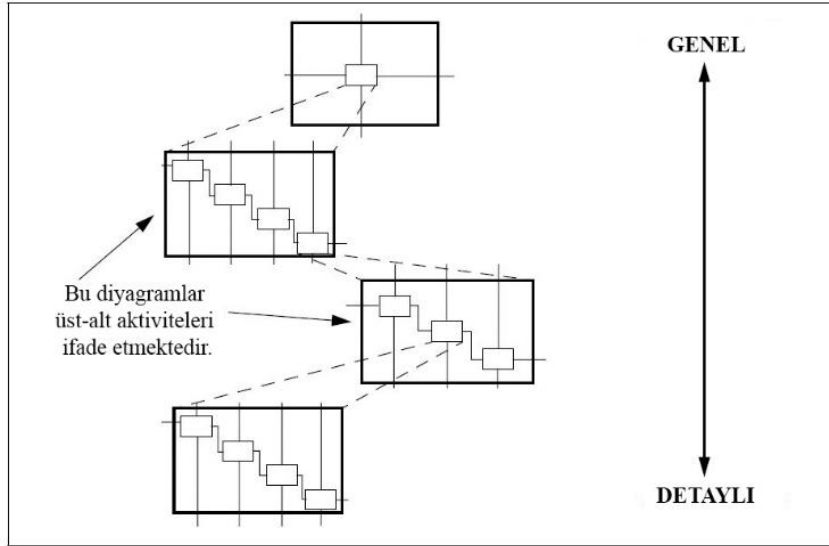 GENEL
Bu diyagramlar
üst-alt aktiviteleri
ifade etmektedir.
DETAYLI